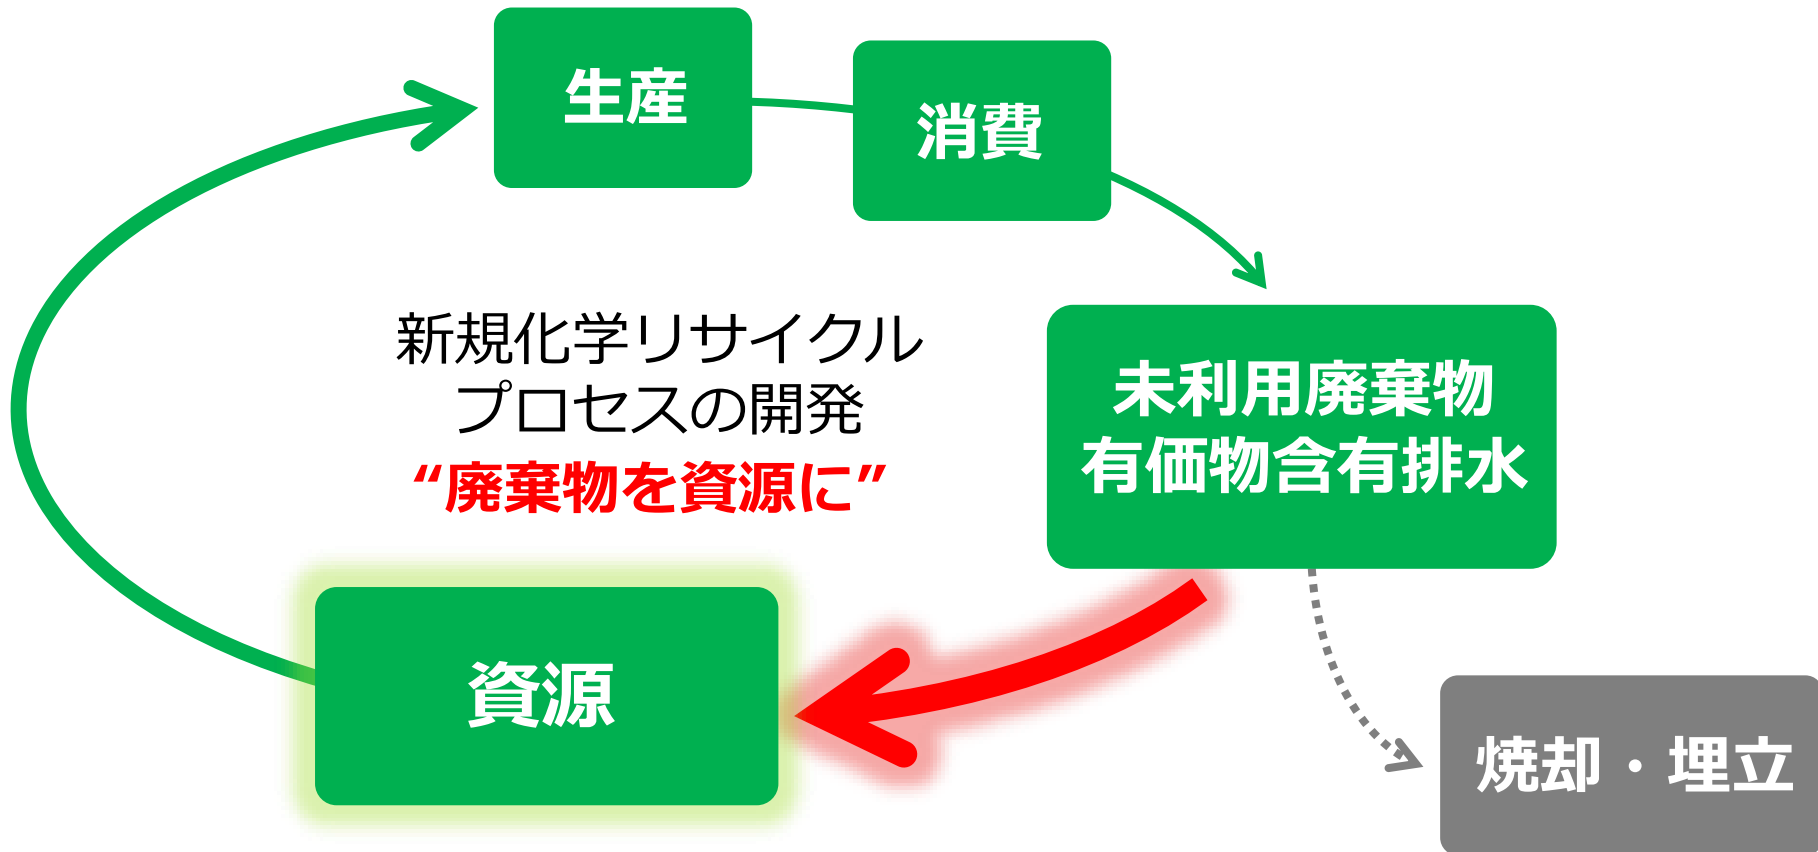 生産
消費
新規化学リサイクル
プロセスの開発
“廃棄物を資源に”
未利用廃棄物
有価物含有排水
資源
焼却・埋立